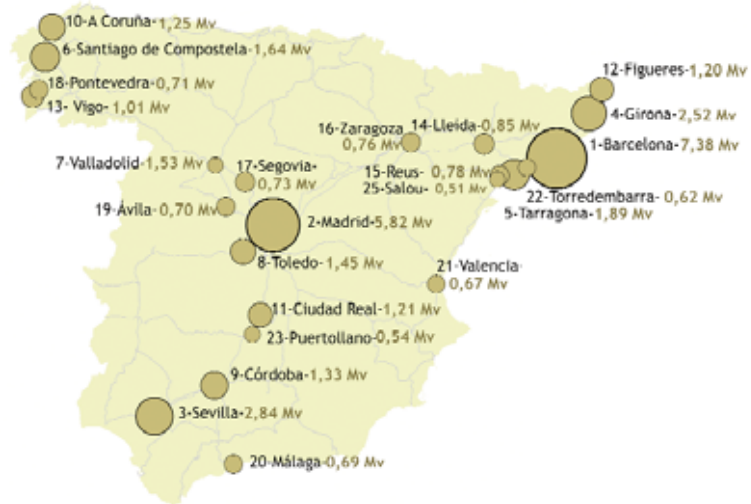 10-A Coruña-1,25 Mv
6-Santiago de Compostela-1,64 Mv
18-Pontevedra-0,71 Mv
13- Vigo-1,01 Mv
12-Figueres-1,20 Mv
4-Girona-2,52 Mv
1-Barcelona-7,38 Mv
16-Zaragoza
0,76 Mv
14-Lleida-0,85 Mv
7-Valladolid-1,53 Mv
17-Segovia-
0,73 Mv
15-Reus- 0,78 Mv
25-Salou- 0,51 Mv
22-Torredembarra- 0,62 Mv
5-Tarragona-1,89 Mv
19-Ávila-0,70 Mv
2-Madrid-5,82 Mv
8-Toledo-1,45 Mv
21-Valencia-
0,67 Mv
11-Ciudad Real-1,21 Mv
23-Puertollano-0,54 Mv
9-Córdoba-1,33 Mv
3-Sevilla-2,84 Mv
20-Málaga-0,69 Mv